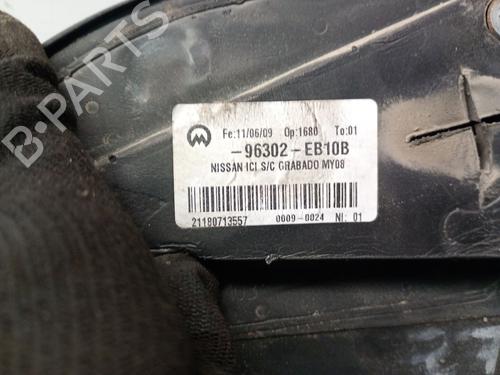 Fe:11/06/09 Op:1680 To:01
-96302-EB10B
NISSAN ICI S/C GRABADO MY08
21180713557 0009-0024 NI: 01
B-PARTS